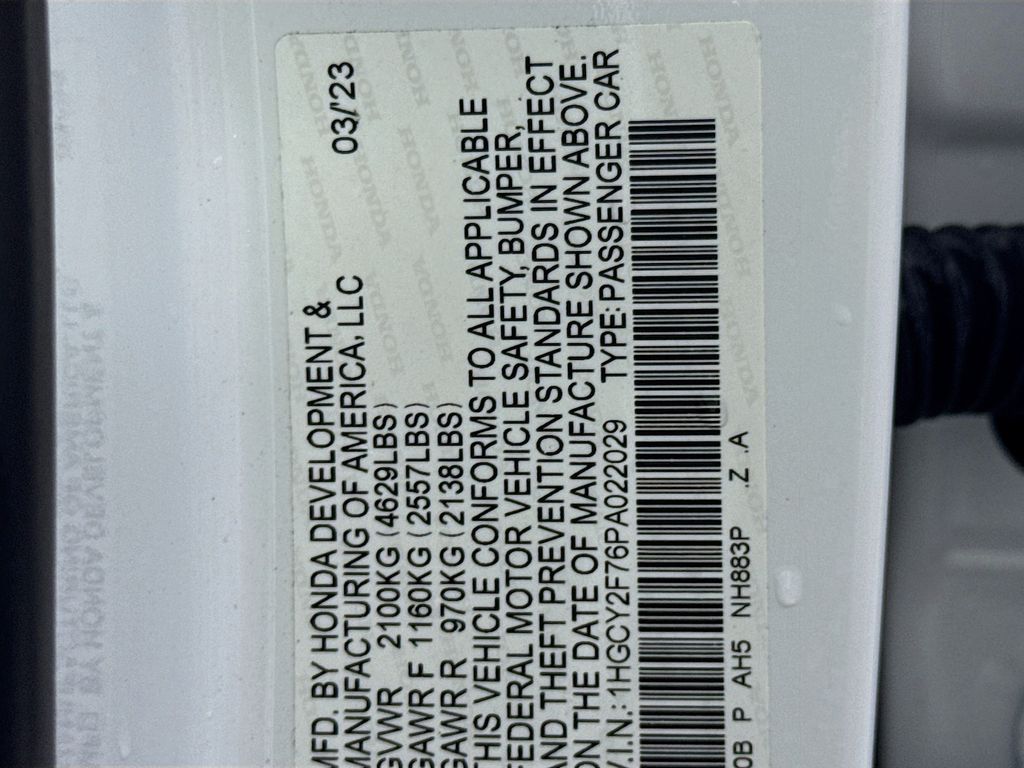 MFD. BY HONDA DEVELOPMENT &
MANUFACTURING OF AMERICA, LLC 03/'23
GVWR 2100KG (4629LBS)
GAWR F 1160KG (2557LBS)
GAWR R 970KG (2138LBS)
THIS VEHICLE CONFORMS TO ALL APPLICABLE
FEDERAL MOTOR VEHICLE SAFETY, BUMPER,
AND THEFT PREVENTION STANDARDS IN EFFECT
ON THE DATE OF MANUFACTURE SHOWN ABOVE.
V.I.N.:1HGCY2F76PA022029 TYPE:PASSENGER CAR
0B P AH5 NH883P .Z .A